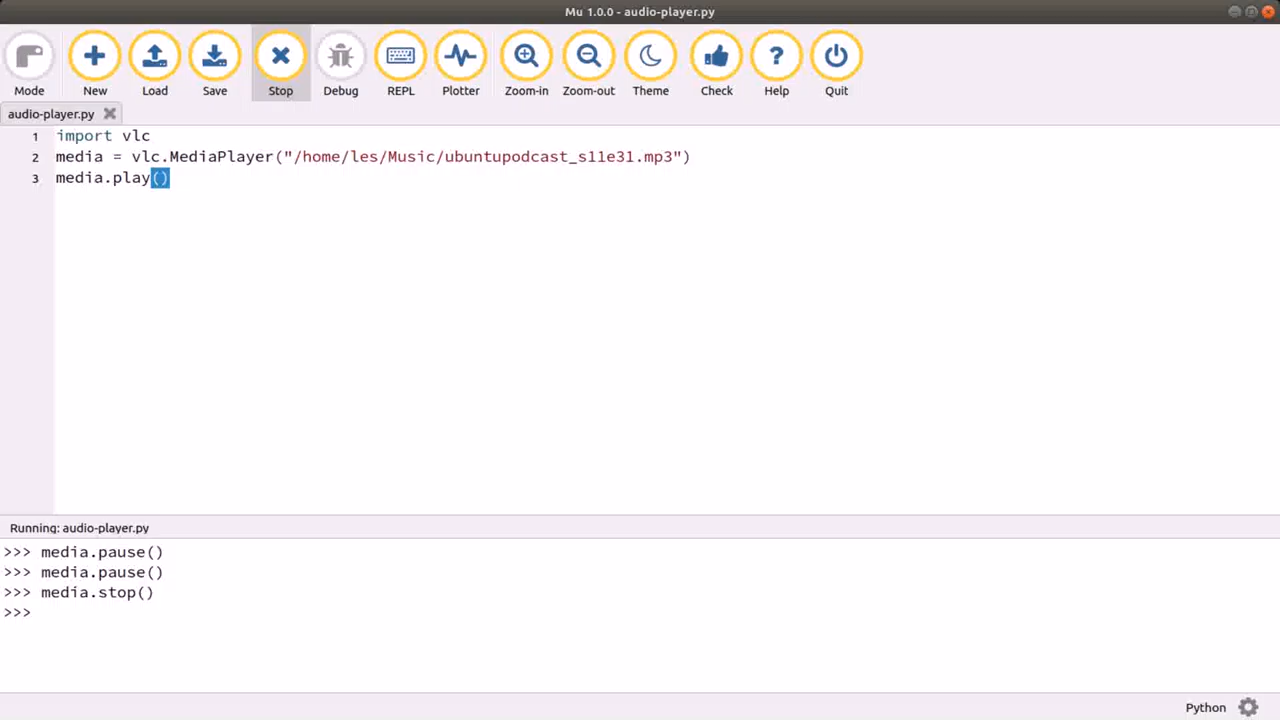 Mu 1.0.0 - audio-player.py
Mode New Load Save Stop Debug REPL Plotter Zoom-in Zoom-out Theme Check Help Quit
audio-player.py
1 import vlc
2 media = vlc.MediaPlayer("/home/les/Music/ubuntupodcast_s11e31.mp3")
3 media.play()
Running: audio-player.py
>>> media.pause()
>>> media.pause()
>>> media.stop()
>>>
Python